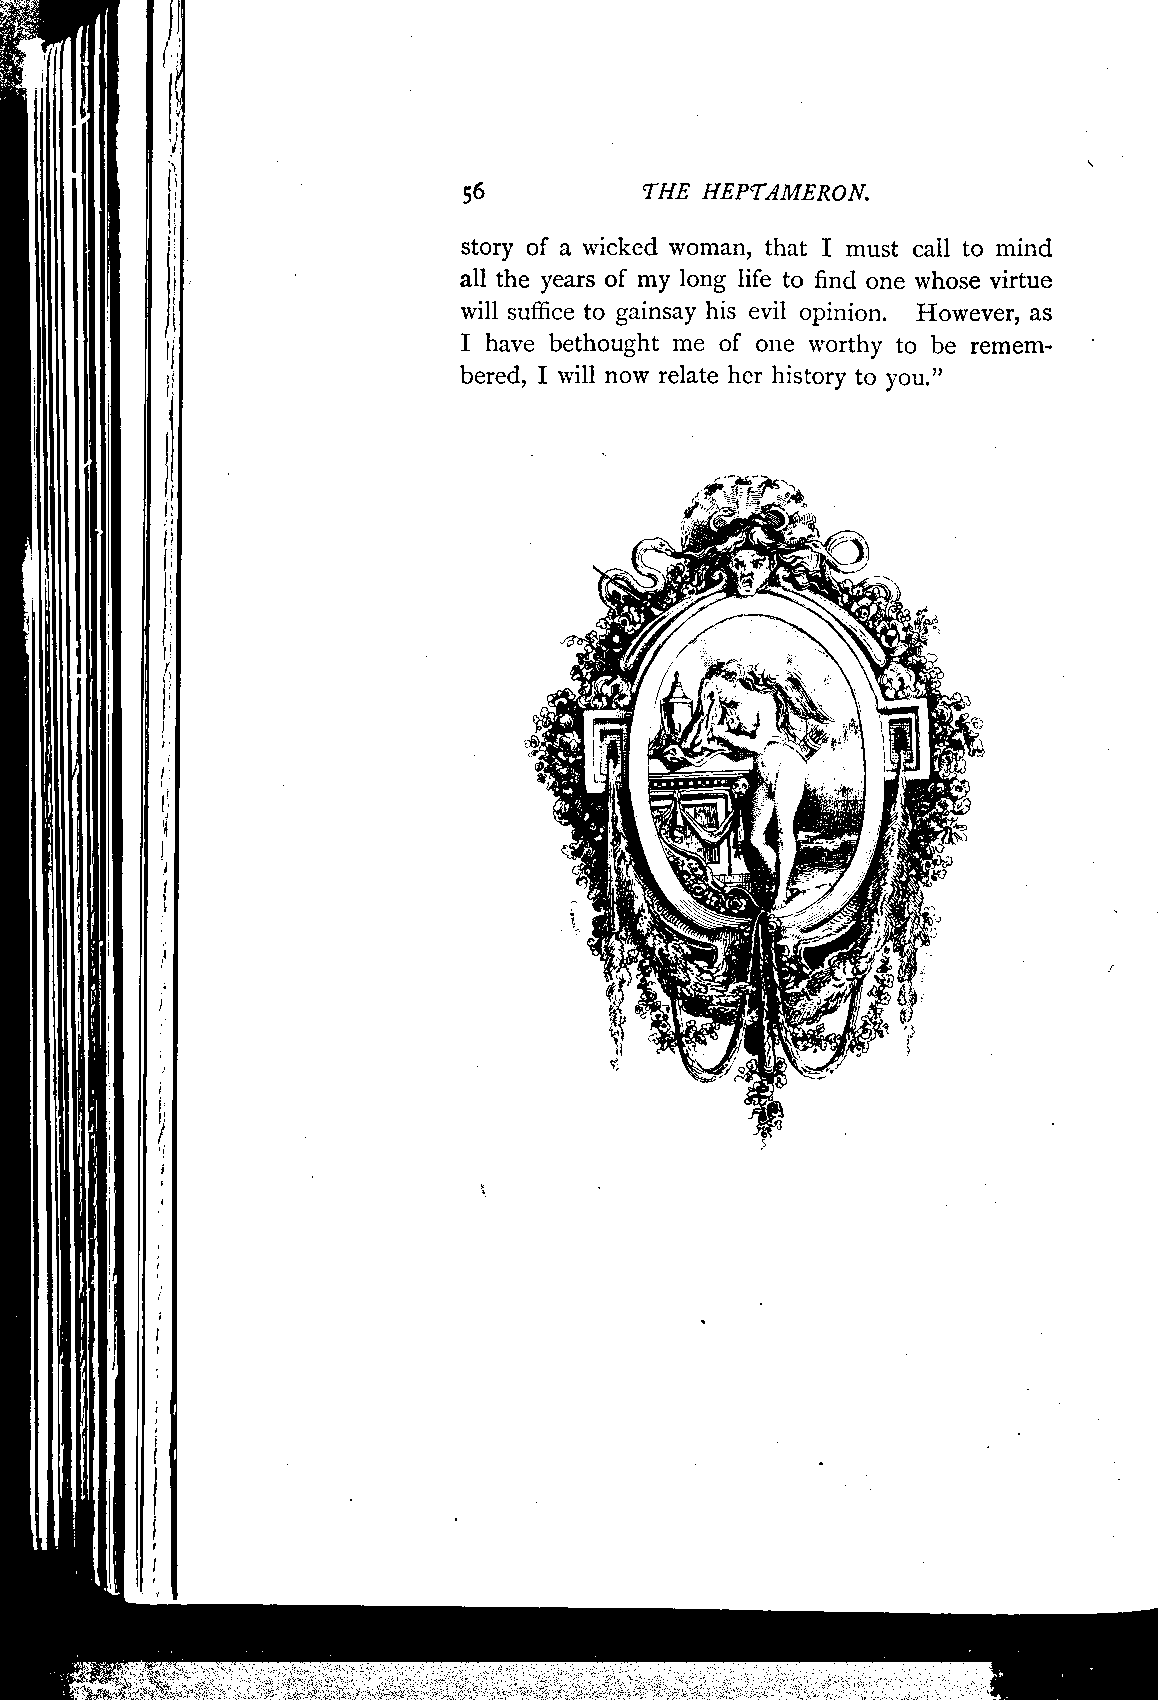 56 THE HEPTAMERON.
story of a wicked woman, that I must call to mind
all the years of my long life to find one whose virtue
will suffice to gainsay his evil opinion. However, as
I have bethought me of one worthy to be remem-
bered, I will now relate her history to you.”